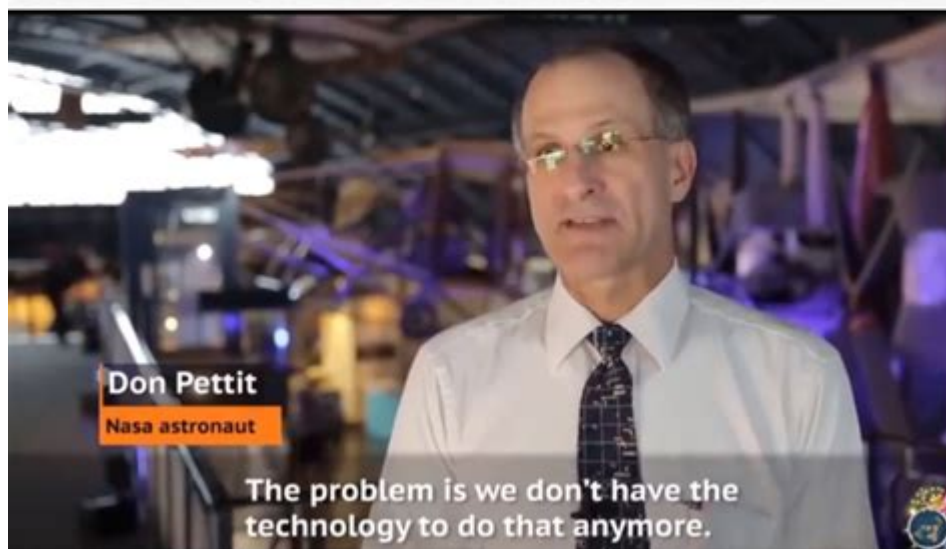 Don Pettit
Nasa astronaut
The problem is we don't have the
technology to do that anymore.